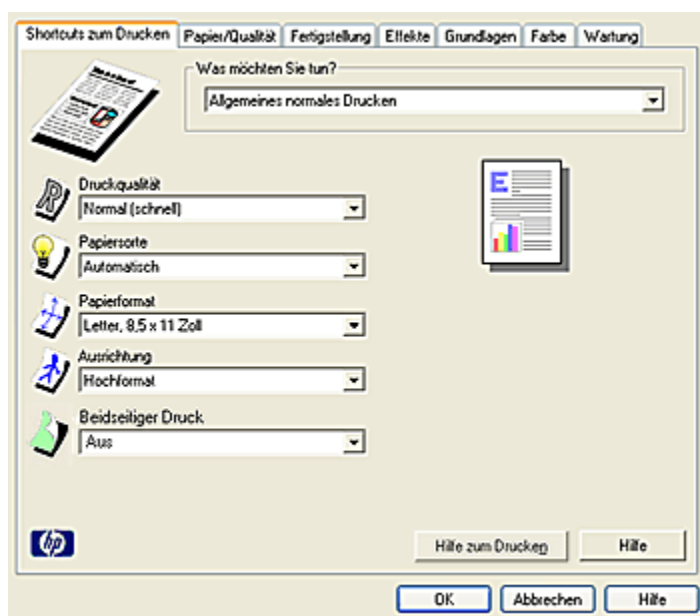 Shortcuts zum Drucken Papier/Qualität Fertigstellung Effekte Grundlagen Farbe Wartung
Was möchten Sie tun?
Allgemeines normales Drucken
Druckqualität
Normal (schnell)
Papiersorte
Automatisch
Papierformat
Letter, 8,5 x 11 Zoll
Ausrichtung
Hochformat
Beidseitiger Druck
Aus
hp
Hilfe zum Drucken Hilfe
OK Abbrechen Hilfe